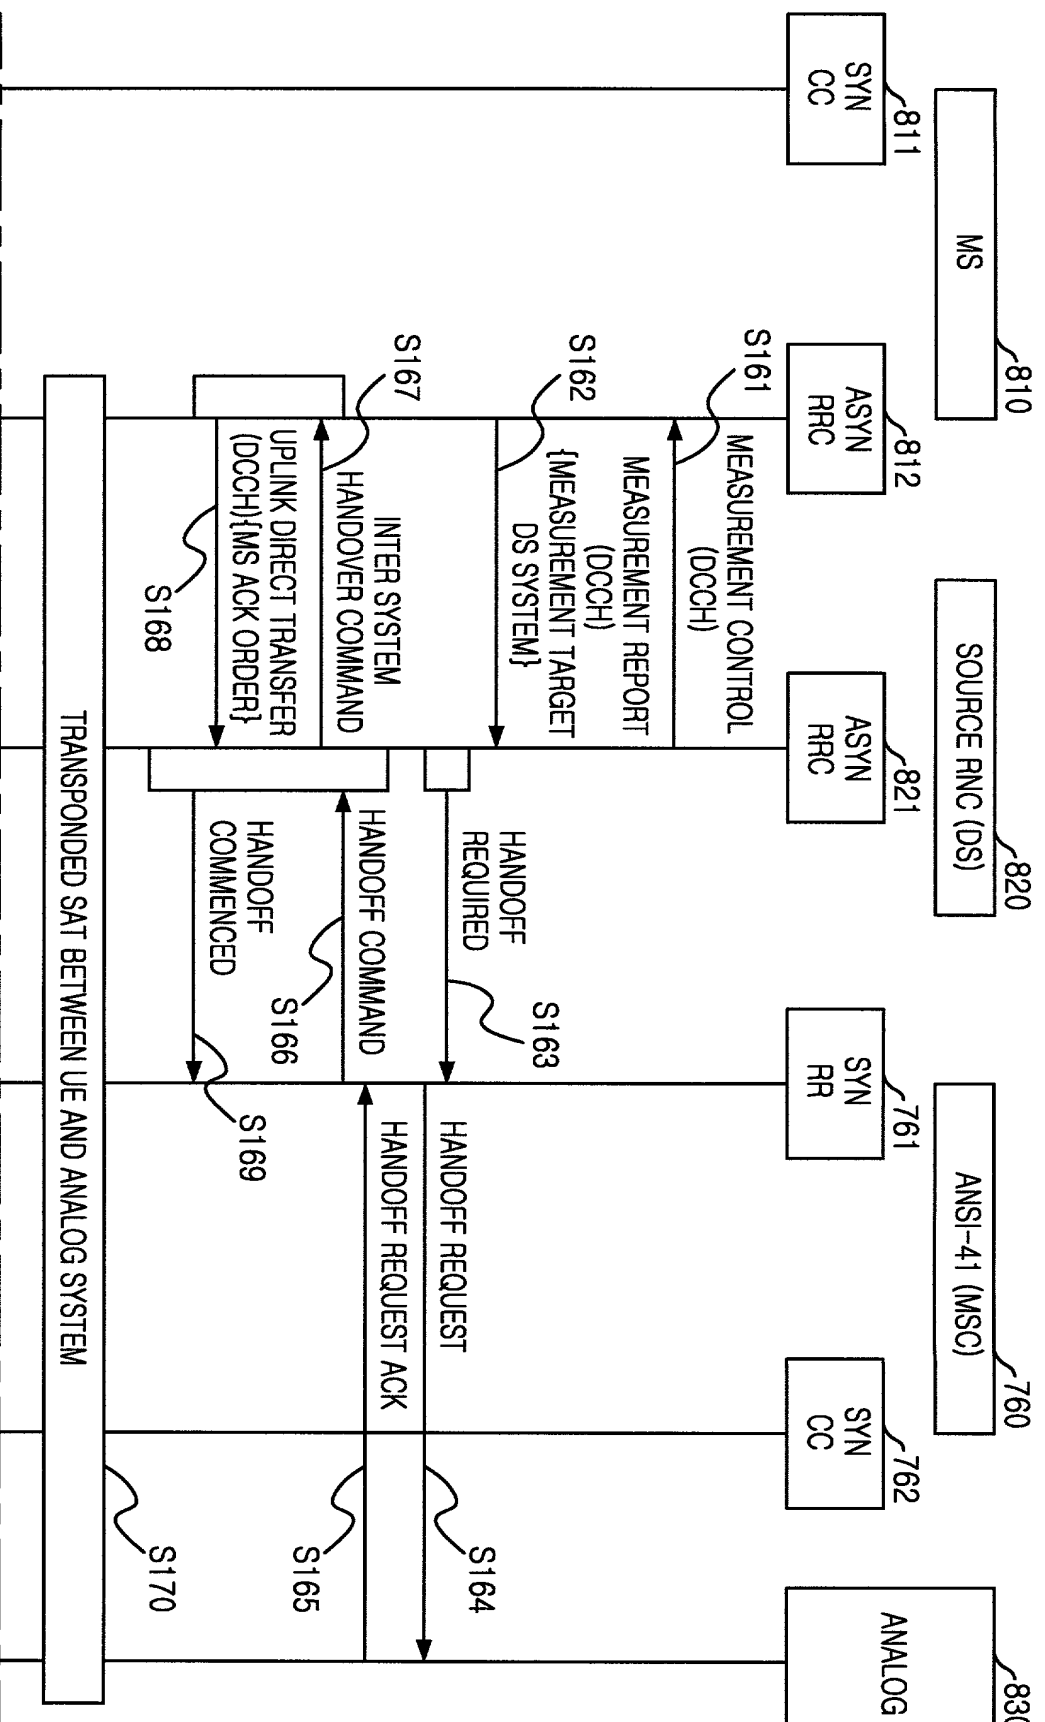 MS
810
SOURCE RNC (DS)
820
ANSI-41 (MSC)
760
SYN
CC
811
ASYN
RRC
812
ASYN
RRC
821
SYN
RR
761
SYN
CC
762
ANALOG
MEASUREMENT CONTROL
(DCCH)
S161
MEASUREMENT REPORT
(DCCH)
{MEASUREMENT TARGET
DS SYSTEM}
S162
HANDOFF
REQUIRED
S163
HANDOFF REQUEST
S164
HANDOFF REQUEST ACK
S165
HANDOFF COMMAND
S166
INTER SYSTEM
HANDOVER COMMAND
S167
UPLINK DIRECT TRANSFER
(DCCH){MS ACK ORDER}
S168
HANDOFF
COMMENCED
S169
TRANSPONDED SAT BETWEEN UE AND ANALOG SYSTEM
S170